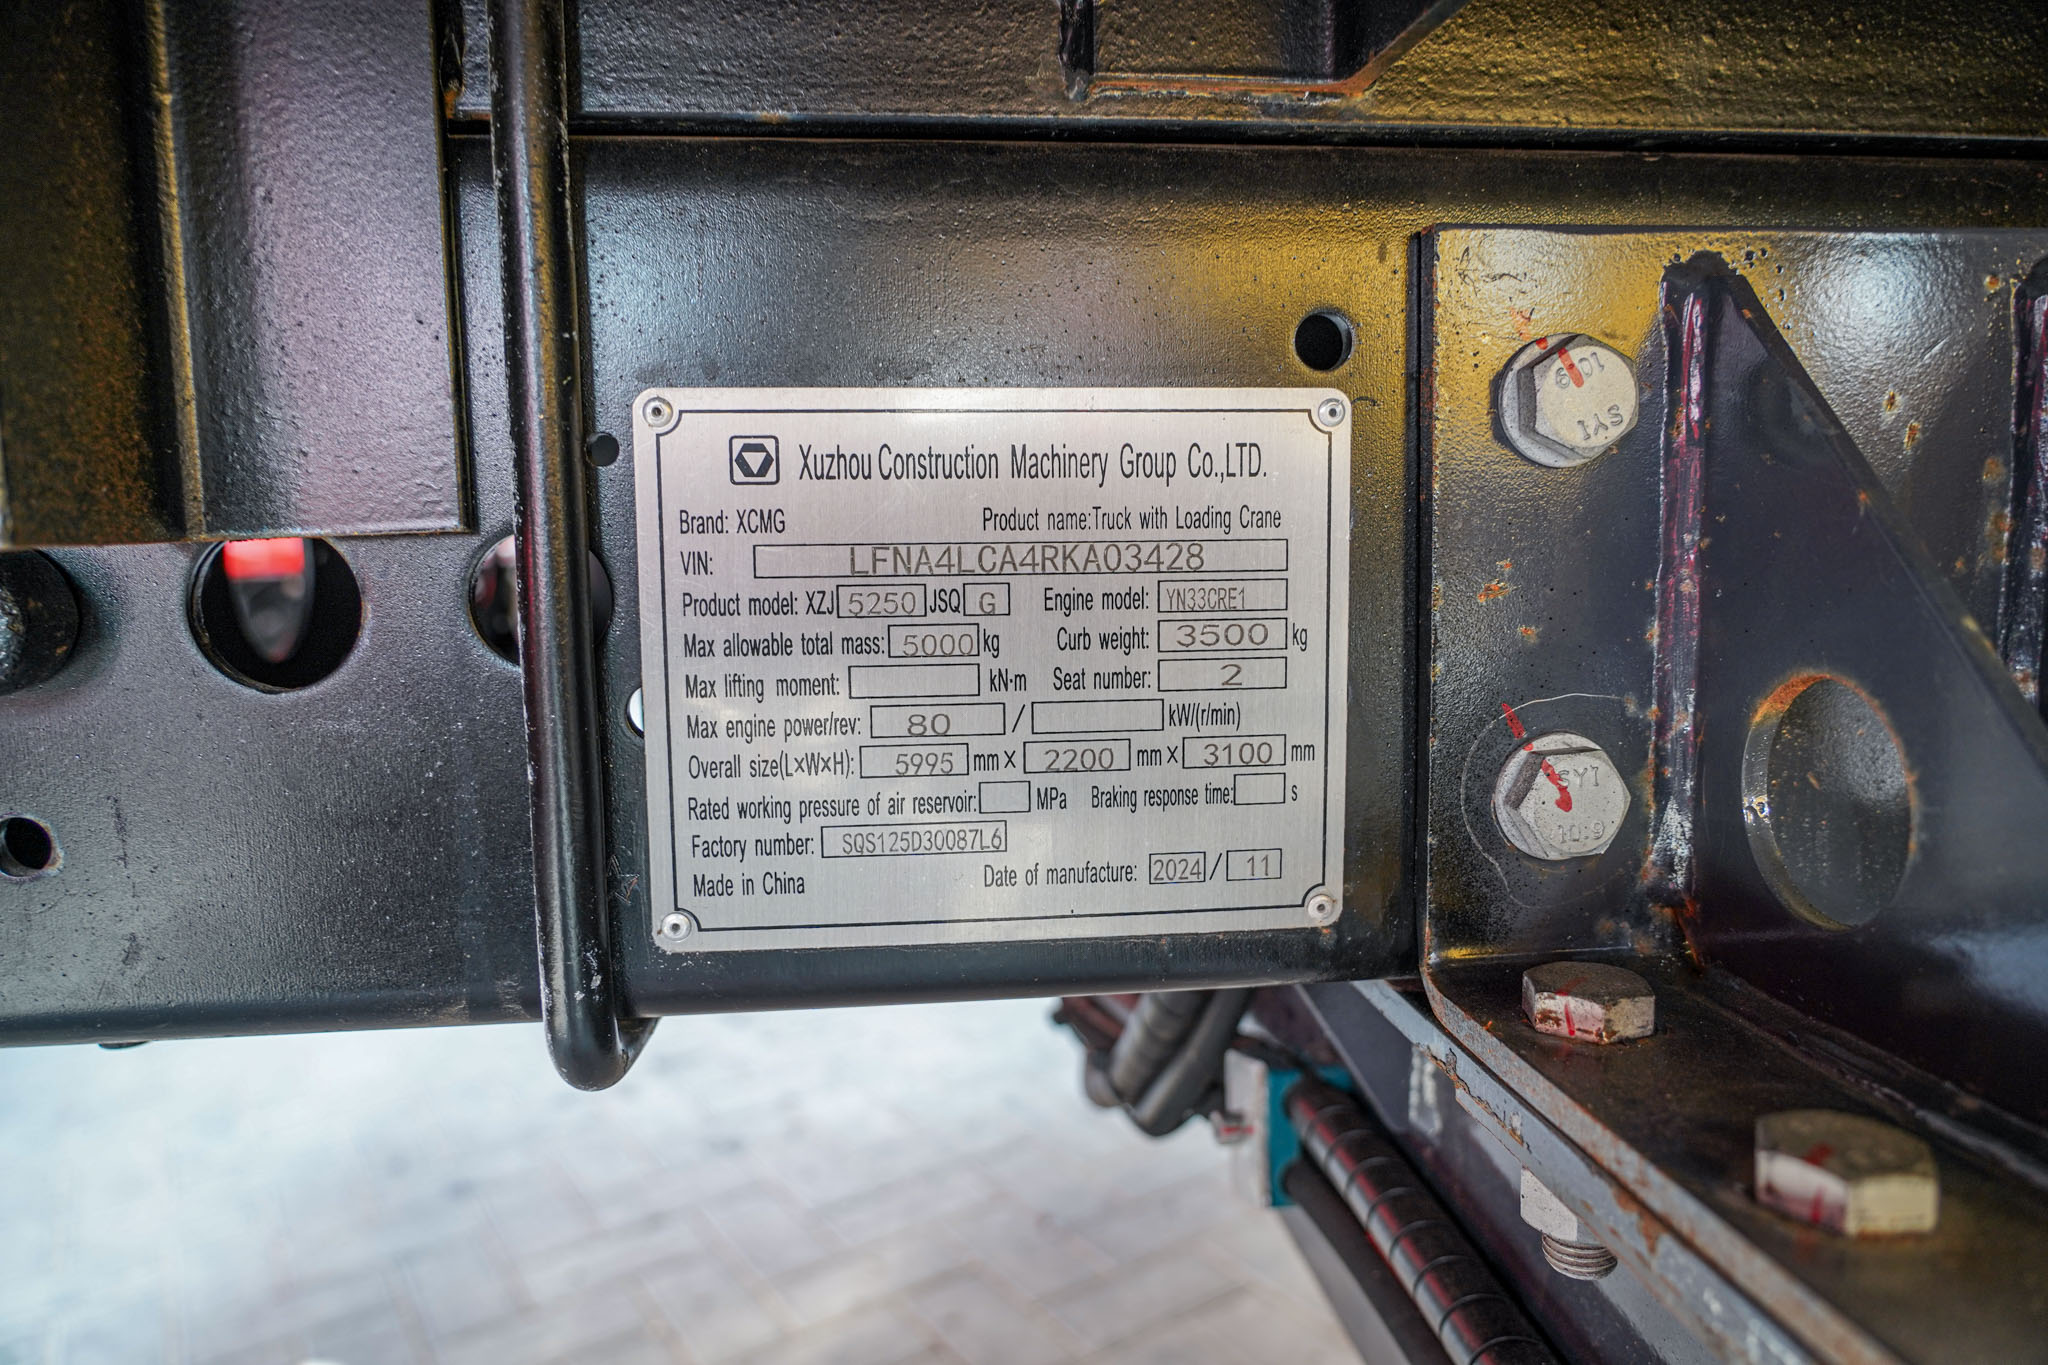 Xuzhou Construction Machinery Group Co.,LTD.
Brand: XCMG Product name:Truck with Loading Crane
VIN: LFNA4LCA4RKA03428
Product model: XZJ 5250 JSQ G Engine model: YN33CRE1
Max allowable total mass: 5000 kg Curb weight: 3500 kg
Max lifting moment: kN·m Seat number: 2
Max engine power/rev: 80 / kW/(r/min)
Overall size(L×W×H): 5995 mm × 2200 mm × 3100 mm
Rated working pressure of air reservoir: MPa Braking response time: s
Factory number: SQS125D30087L6
Made in China Date of manufacture: 2024 / 11
10.9
SYI
SYI
10.9